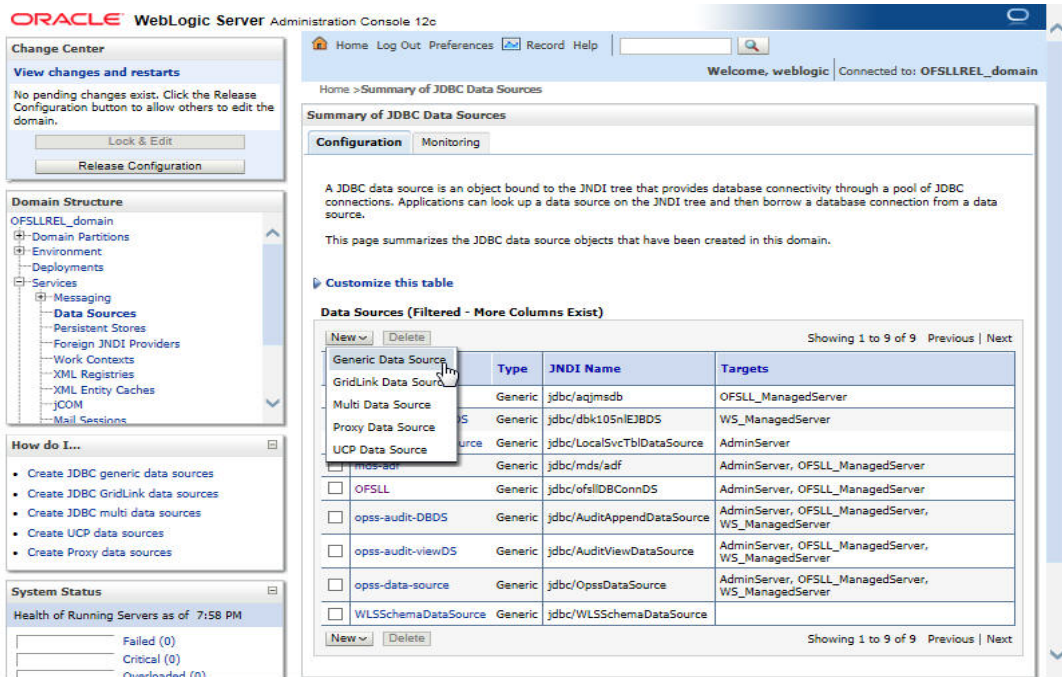 ORACLE WebLogic Server Administration Console 12c
Change Center
View changes and restarts
No pending changes exist. Click the Release
Configuration button to allow others to edit the
domain.
Lock & Edit
Release Configuration
Domain Structure
OFSLLREL_domain
Domain Partitions
Environment
Deployments
Services
Messaging
Data Sources
Persistent Stores
Foreign JNDI Providers
Work Contexts
XML Registries
XML Entity Caches
jCOM
Mail Sessions
How do I...
Create JDBC generic data sources
Create JDBC GridLink data sources
Create JDBC multi data sources
Create UCP data sources
Create Proxy data sources
System Status
Health of Running Servers as of 7:58 PM
Failed (0)
Critical (0)
Overloaded (0)
Home Log Out Preferences Record Help
Welcome, weblogic Connected to: OFSLLREL_domain
Home >Summary of JDBC Data Sources
Summary of JDBC Data Sources
Configuration Monitoring
A JDBC data source is an object bound to the JNDI tree that provides database connectivity through a pool of JDBC
connections. Applications can look up a data source on the JNDI tree and then borrow a database connection from a data
source.
This page summarizes the JDBC data source objects that have been created in this domain.
Customize this table
Data Sources (Filtered - More Columns Exist)
New Delete Showing 1 to 9 of 9 Previous | Next
Generic Data Source
GridLink Data Source
Multi Data Source
Proxy Data Source
UCP Data Source
Type JNDI Name Targets
Generic jdbc/aqjmsdb OFSLL_ManagedServer
Generic jdbc/dbk105nlEJBDS WS_ManagedServer
Generic jdbc/LocalSvcTblDataSource AdminServer
mds-adf Generic jdbc/mds/adf AdminServer, OFSLL_ManagedServer
OFSLL Generic jdbc/ofsllDBConnDS AdminServer, OFSLL_ManagedServer
opss-audit-DBDS Generic jdbc/AuditAppendDataSource AdminServer, OFSLL_ManagedServer,
WS_ManagedServer
opss-audit-viewDS Generic jdbc/AuditViewDataSource AdminServer, OFSLL_ManagedServer,
WS_ManagedServer
opss-data-source Generic jdbc/OpssDataSource AdminServer, OFSLL_ManagedServer,
WS_ManagedServer
WLSSchemaDataSource Generic jdbc/WLSSchemaDataSource
New Delete Showing 1 to 9 of 9 Previous | Next